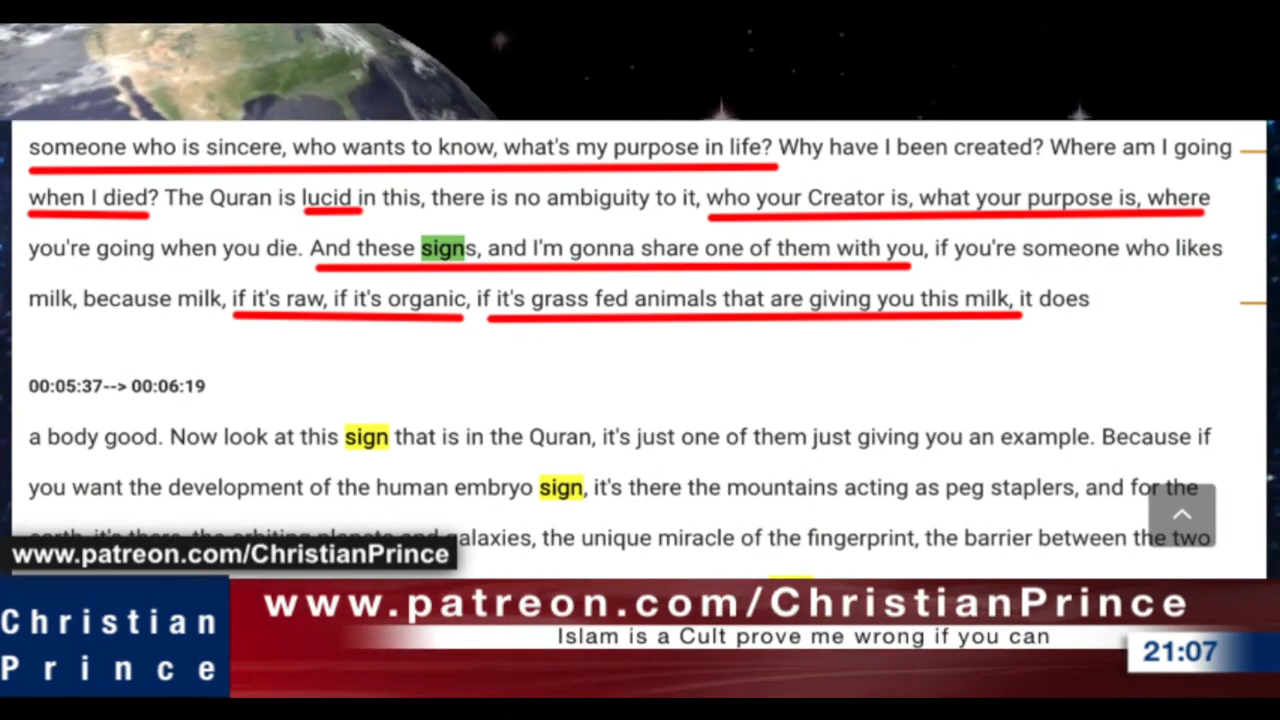 someone who is sincere, who wants to know, what's my purpose in life? Why have I been created? Where am I going
when I died? The Quran is lucid in this, there is no ambiguity to it, who your Creator is, what your purpose is, where
you're going when you die. And these signs, and I'm gonna share one of them with you, if you're someone who likes
milk, because milk, if it's raw, if it's organic, if it's grass fed animals that are giving you this milk, it does
00:05:37--> 00:06:19
a body good. Now look at this sign that is in the Quran, it's just one of them just giving you an example. Because if
you want the development of the human embryo sign, it's there the mountains acting as peg staplers, and for the
earth, it's there, the orbiting planets and galaxies, the unique miracle of the fingerprint, the barrier between the two
www.patreon.com/ChristianPrince
www.patreon.com/ChristianPrince
Islam is a Cult prove me wrong if you can
Christian
Prince
21:07